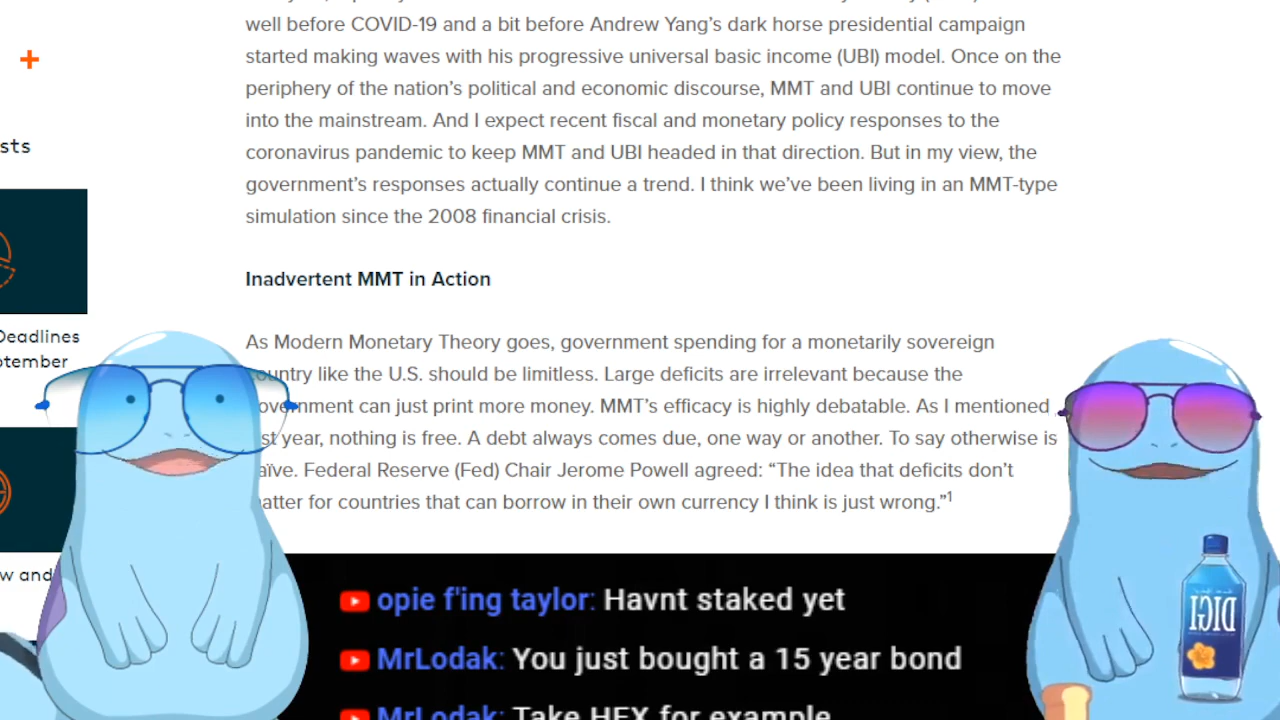 well before COVID-19 and a bit before Andrew Yang’s dark horse presidential campaign
started making waves with his progressive universal basic income (UBI) model. Once on the
periphery of the nation’s political and economic discourse, MMT and UBI continue to move
into the mainstream. And I expect recent fiscal and monetary policy responses to the
coronavirus pandemic to keep MMT and UBI headed in that direction. But in my view, the
government’s responses actually continue a trend. I think we’ve been living in an MMT-type
simulation since the 2008 financial crisis.
sts
Inadvertent MMT in Action
Deadlines
ptember
As Modern Monetary Theory goes, government spending for a monetarily sovereign
country like the U.S. should be limitless. Large deficits are irrelevant because the
government can just print more money. MMT’s efficacy is highly debatable. As I mentioned
st year, nothing is free. A debt always comes due, one way or another. To say otherwise is
aïve. Federal Reserve (Fed) Chair Jerome Powell agreed: “The idea that deficits don’t
atter for countries that can borrow in their own currency I think is just wrong.”1
w and
opie f'ing taylor: Havnt staked yet
MrLodak: You just bought a 15 year bond
MrLodak: Take HEX for example
DIGI